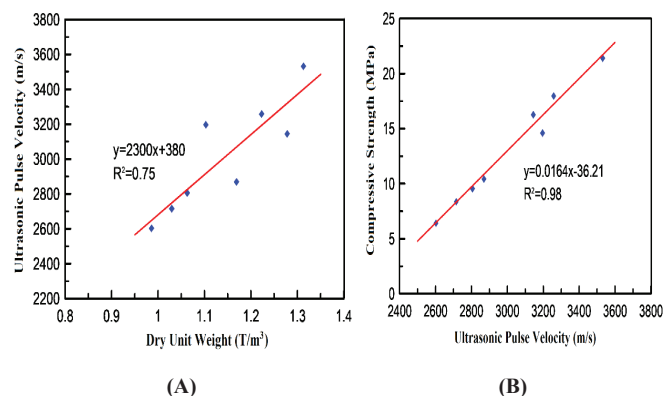 3800
3600
3400
3200
3000
2800
2600
2400
2200
Ultrasonic Pulse Velocity (m/s)
y=2300x+380
R²=0.75
0.8 0.9 1 1.1 1.2 1.3 1.4
Dry Unit Weight (T/m³)
(A)
25
20
15
10
5
0
Compressive Strength (MPa)
y=0.0164x-36.21
R²=0.98
2400 2600 2800 3000 3200 3400 3600 3800
Ultrasonic Pulse Velocity (m/s)
(B)